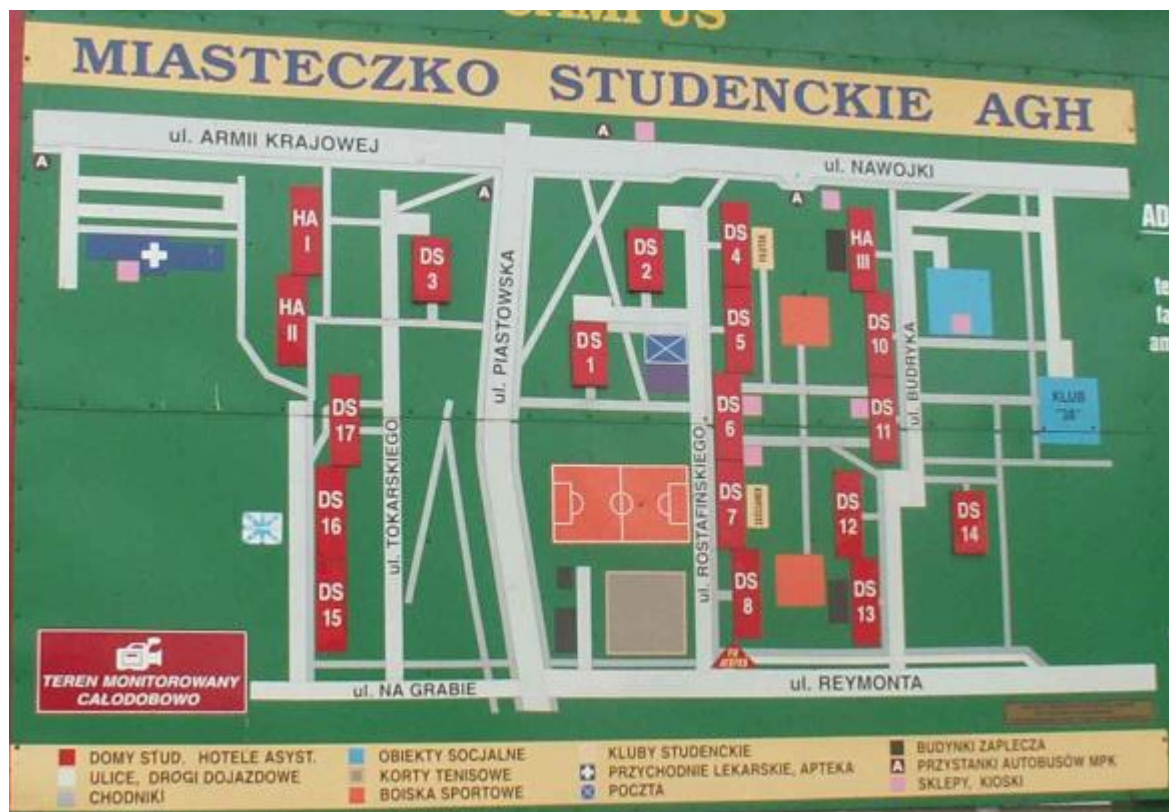 CAMPUS
MIASTECZKO STUDENCKIE AGH
ul. ARMII KRAJOWEJ
A
A
ul. NAWOJKI
A
A
AD
HA
I
DS
3
DS
2
DS
4
HA
III
HA
II
DS
1
DS
5
DS
10
ul. PIASTOWSKA
ul. BUDRYKA
KLUB
"38"
DS
17
DS
6
DS
11
ul. TOKARSKIEGO
ul. ROSTAFIŃSKIEGO
DS
16
DS
7
DS
12
DS
14
DS
15
DS
8
DS
13
TU
JESTEŚ
TEREN MONITOROWANY
CAŁODOBOWO
ul. NA GRABIE
ul. REYMONTA
DOMY STUD. HOTELE ASYST.
ULICE, DROGI DOJAZDOWE
CHODNIKI
OBIEKTY SOCJALNE
KORTY TENISOWE
BOISKA SPORTOWE
KLUBY STUDENCKIE
PRZYCHODNIE LEKARSKIE, APTEKA
POCZTA
BUDYNKI ZAPLECZA
A PRZYSTANKI AUTOBUSÓW MPK
SKLEPY, KIOSKI